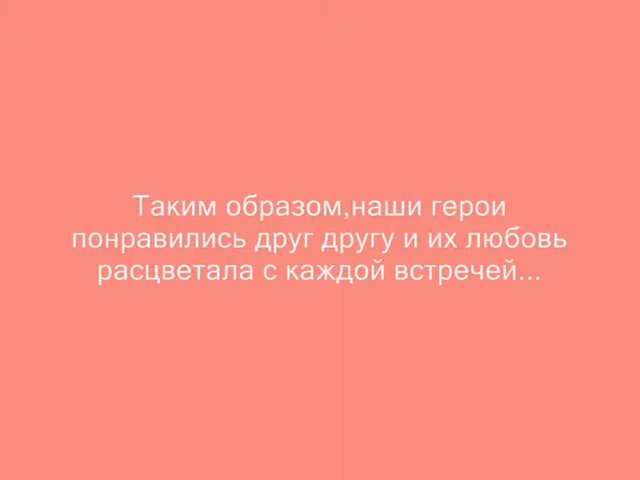 Таким образом,наши герои
понравились друг другу и их любовь
расцветала с каждой встречей...